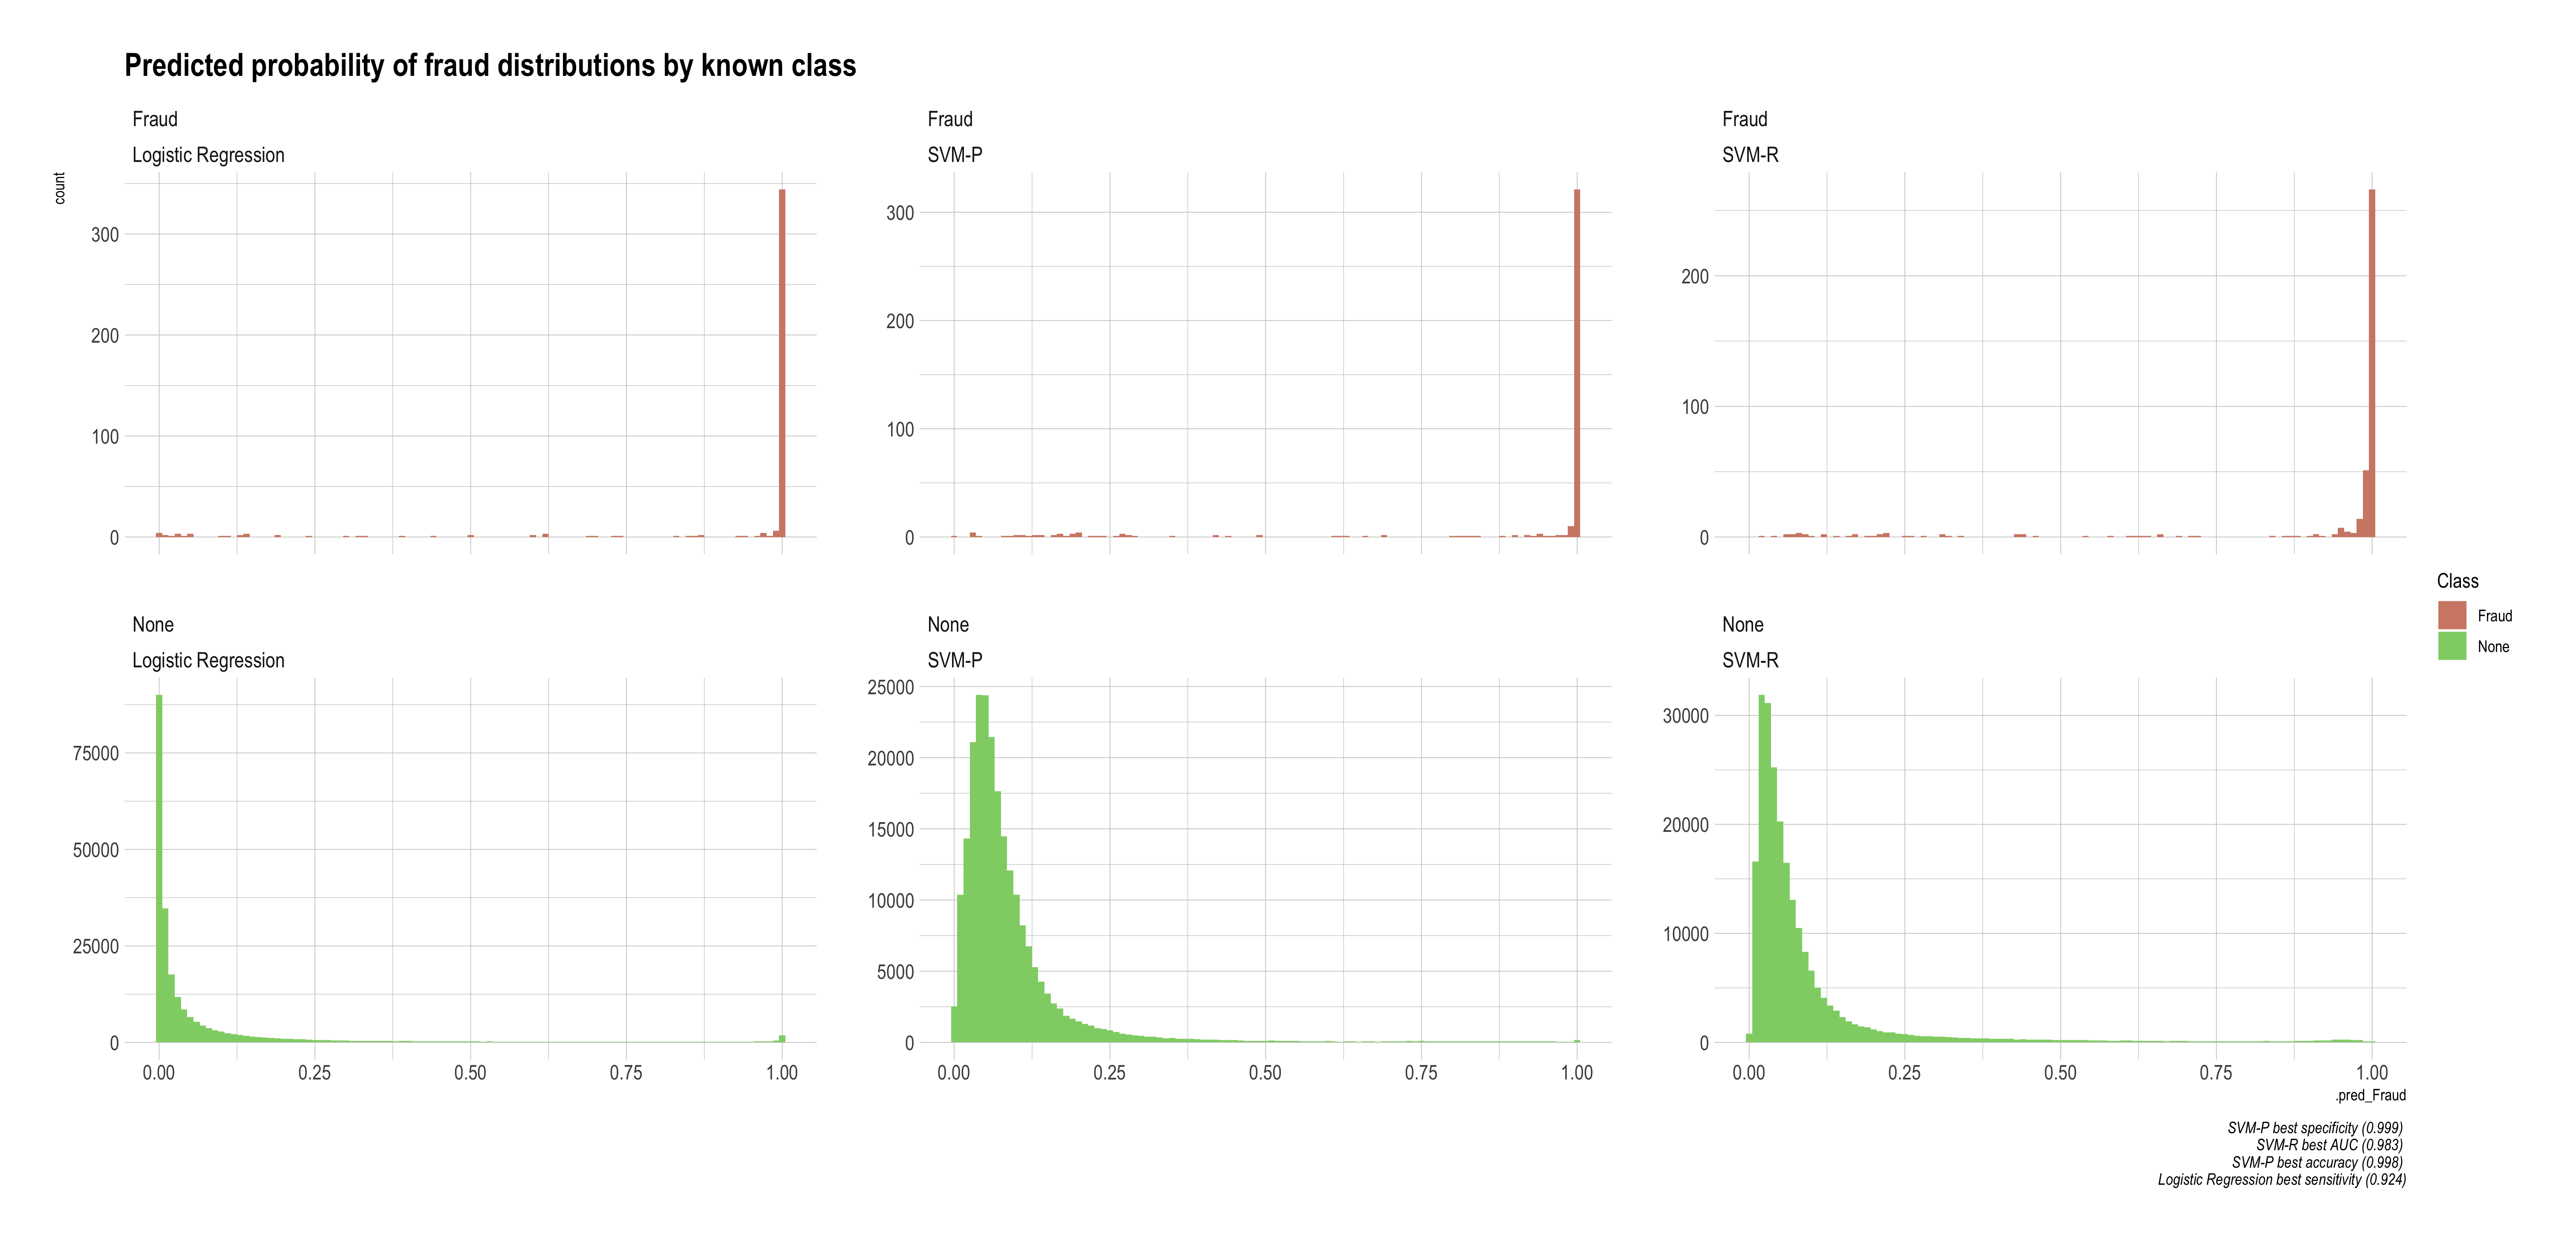 Predicted probability of fraud distributions by known class
Fraud
Logistic Regression
Fraud
SVM-P
Fraud
SVM-R
count
300
200
100
0
300
200
100
0
200
100
0
None
Logistic Regression
None
SVM-P
None
SVM-R
75000
50000
25000
0
25000
20000
15000
10000
5000
0
30000
20000
10000
0
0.00 0.25 0.50 0.75 1.00
0.00 0.25 0.50 0.75 1.00
0.00 0.25 0.50 0.75 1.00
.pred_Fraud
Class
Fraud
None
SVM-P best specificity (0.999)
SVM-R best AUC (0.983)
SVM-P best accuracy (0.998)
Logistic Regression best sensitivity (0.924)